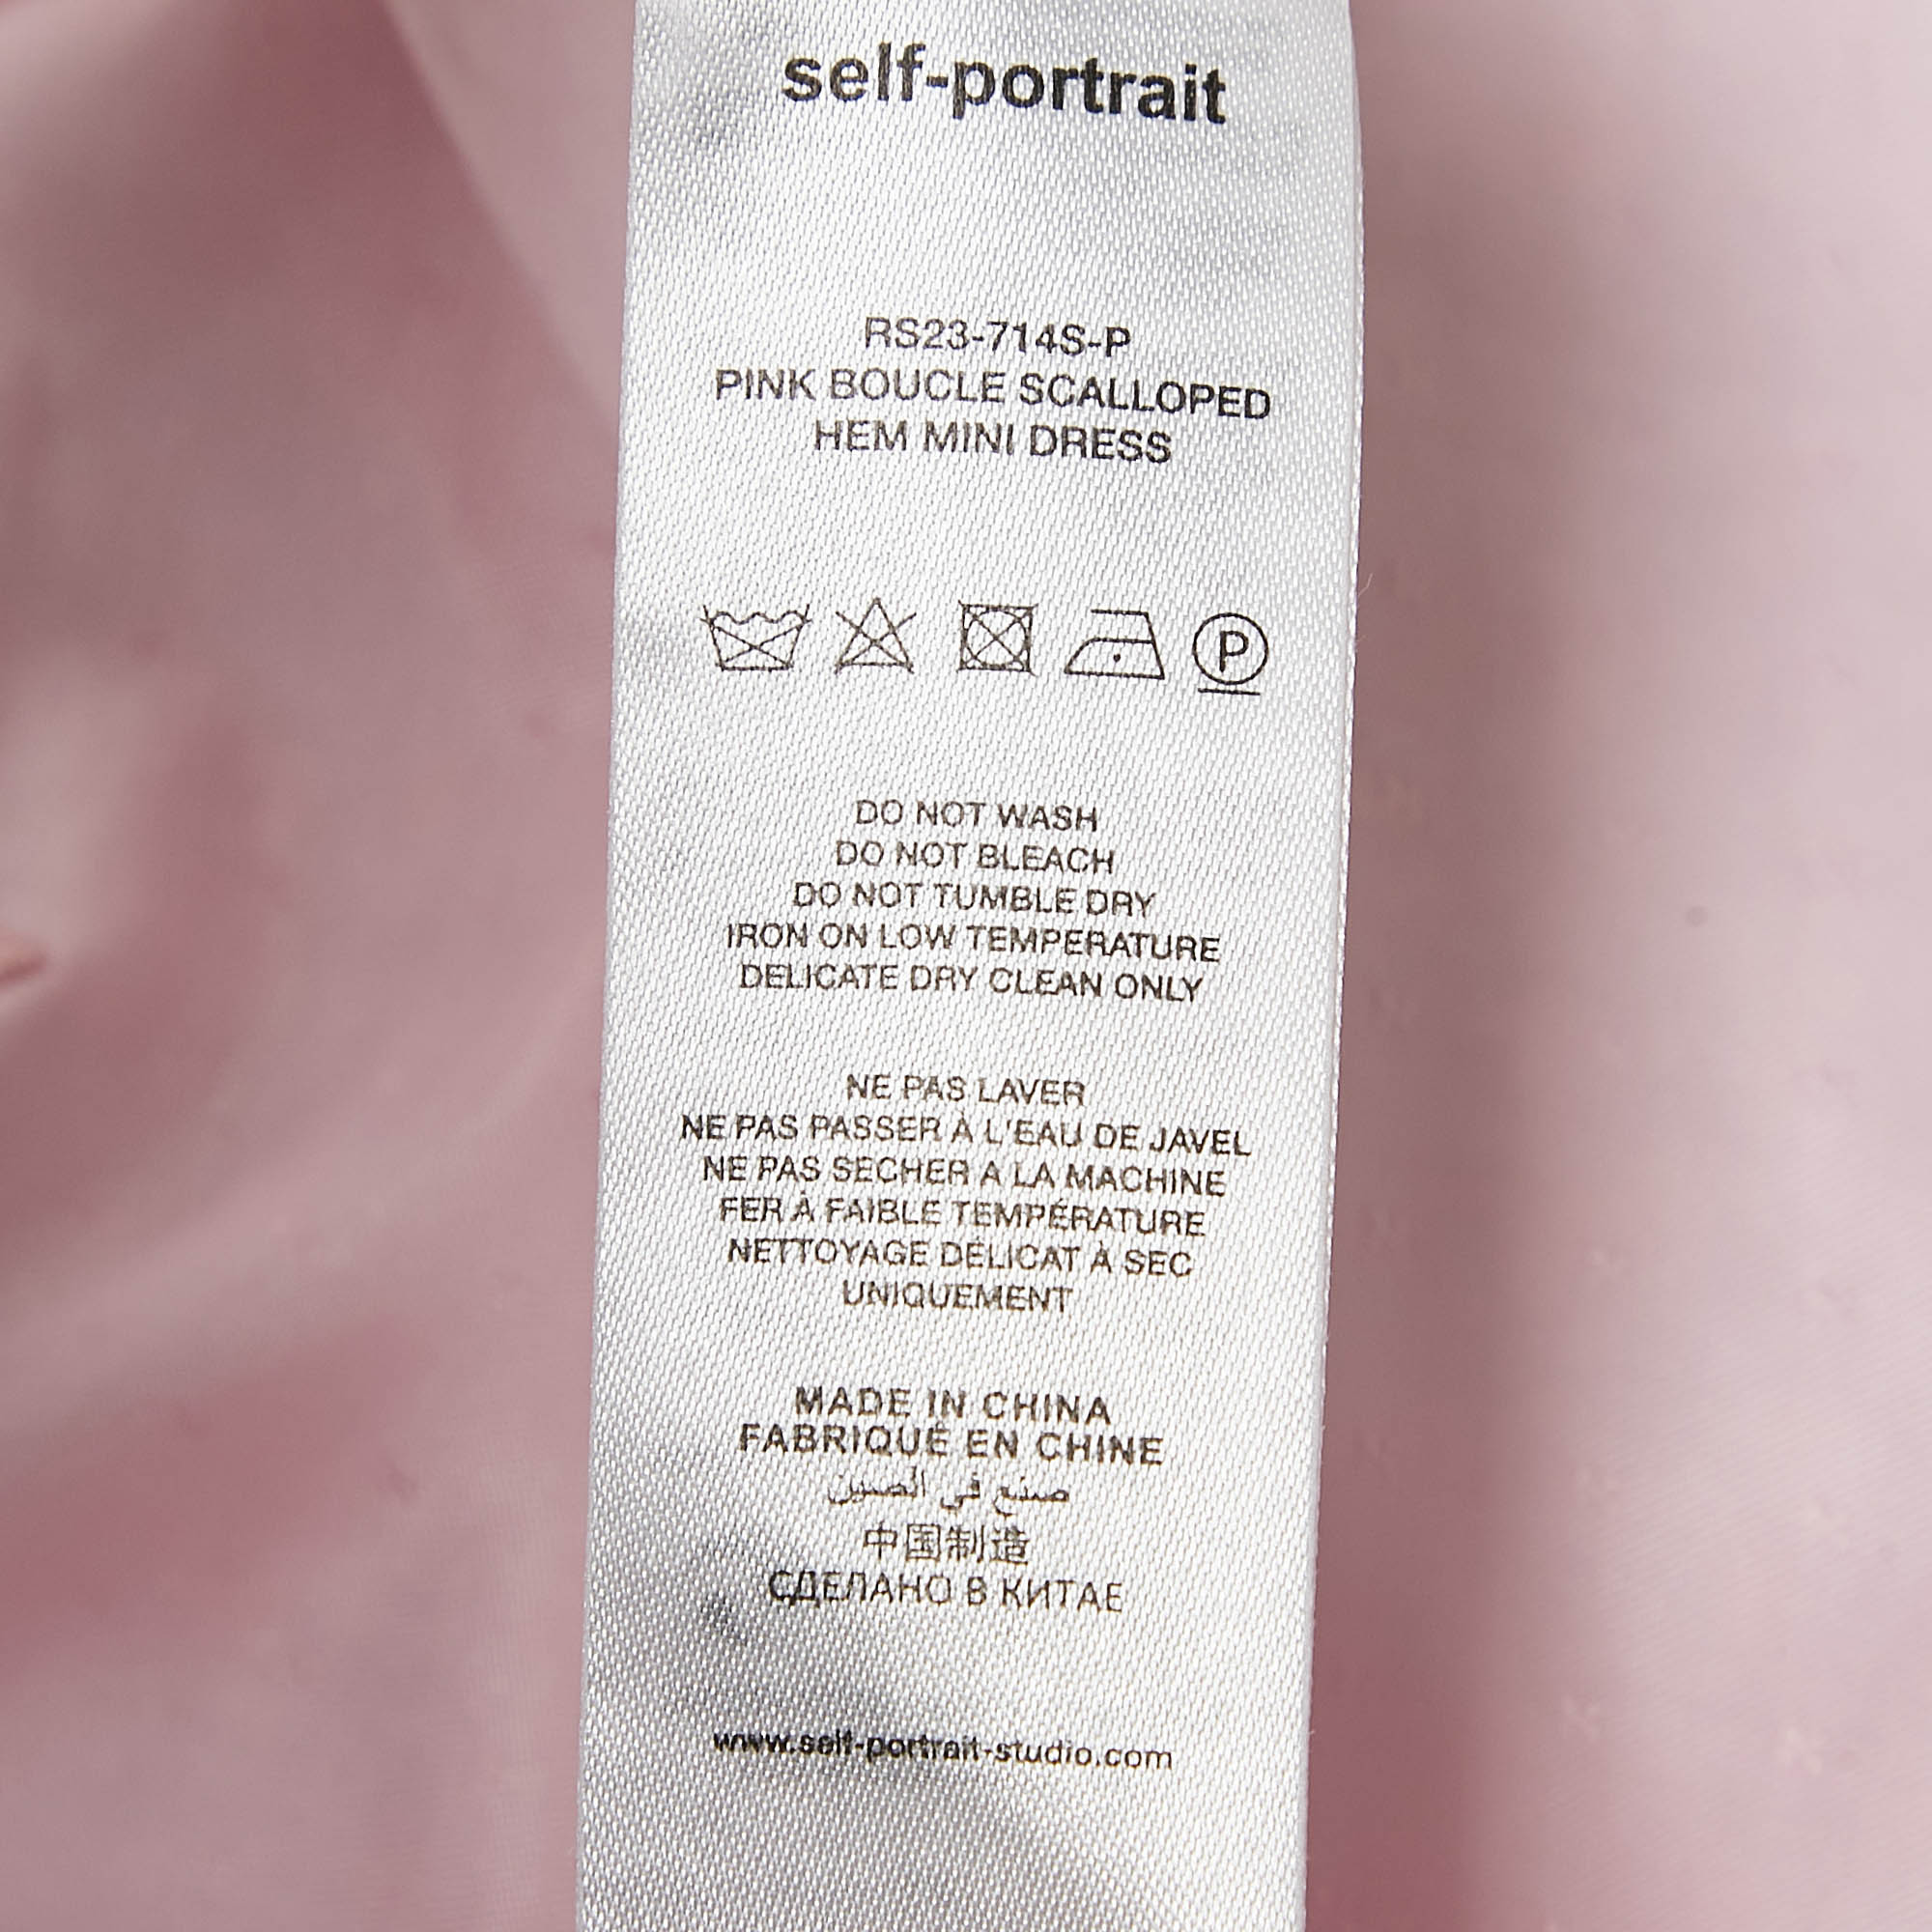 self-portrait
RS23-714S-P
PINK BOUCLE SCALLOPED
HEM MINI DRESS
P
DO NOT WASH
DO NOT BLEACH
DO NOT TUMBLE DRY
IRON ON LOW TEMPERATURE
DELICATE DRY CLEAN ONLY
NE PAS LAVER
NE PAS PASSER À L'EAU DE JAVEL
NE PAS SECHER A LA MACHINE
FER À FAIBLE TEMPÉRATURE
NETTOYAGE DÉLICAT À SEC
UNIQUEMENT
MADE IN CHINA
FABRIQUÉ EN CHINE
صنع في الصين
中国制造
СДЕЛАНО В КИТАЕ
www.self-portrait-studio.com